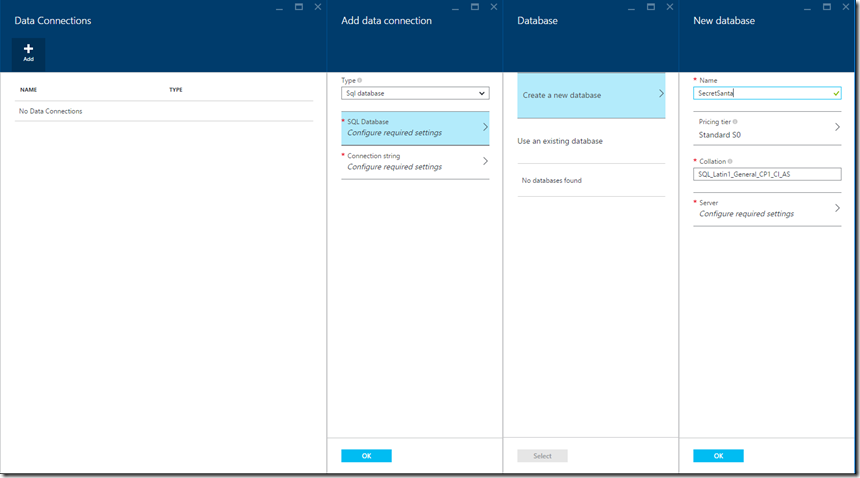 Data Connections
Add
NAME TYPE
No Data Connections
Add data connection
Type
Sql database
* SQL Database
Configure required settings
* Connection string
Configure required settings
OK
Database
Create a new database
Use an existing database
No databases found
Select
New database
* Name
SecretSanta
Pricing tier
Standard S0
* Collation
SQL_Latin1_General_CP1_CI_AS
* Server
Configure required settings
OK